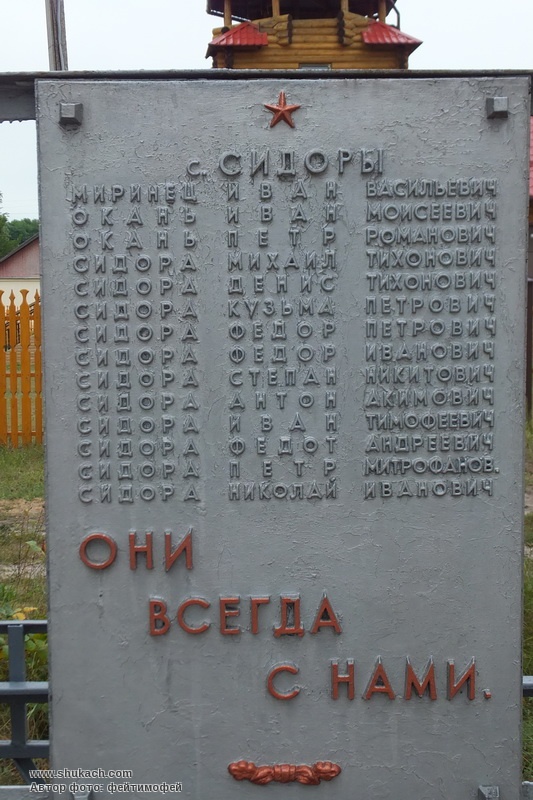 с. СИДОРЫ
МИРИНЕЦ ИВАН ВАСИЛЬЕВИЧ
ОКАНЬ ИВАН МОИСЕЕВИЧ
ОКАНЬ ПЕТР РОМАНОВИЧ
СИДОРА МИХАИЛ ТИХОНОВИЧ
СИДОРА ДЕНИС ТИХОНОВИЧ
СИДОРА КУЗЬМА ПЕТРОВИЧ
СИДОРА ФЕДОР ПЕТРОВИЧ
СИДОРА ФЕДОР ИВАНОВИЧ
СИДОРА СТЕПАН НИКИТОВИЧ
СИДОРА АНТОН АКИМОВИЧ
СИДОРА ИВАН ТИМОФЕЕВИЧ
СИДОРА ФЕДОТ АНДРЕЕВИЧ
СИДОРА ПЕТР МИТРОФАНОВ.
СИДОРА НИКОЛАЙ ИВАНОВИЧ
ОНИ
ВСЕГДА
С НАМИ.
www.shukach.com
Автор фото: фейтимофей